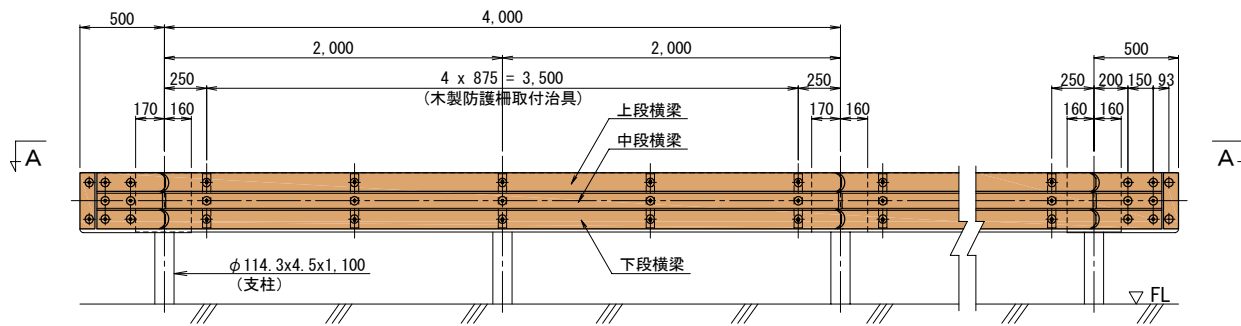 500
4,000
2,000
2,000
500
250
4 x 875 = 3,500
250
250
200
150
93
(木製防護柵取付治具)
170
160
170
160
160
160
上段横梁
中段横梁
下段横梁
A
A
φ114.3x4.5x1,100
(支柱)
FL